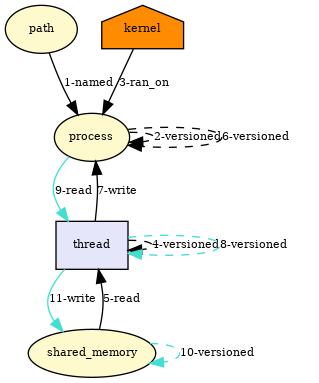 path
kernel
1-named
3-ran_on
process
2-versioned
6-versioned
9-read
7-write
thread
4-versioned
8-versioned
11-write
5-read
shared_memory
10-versioned